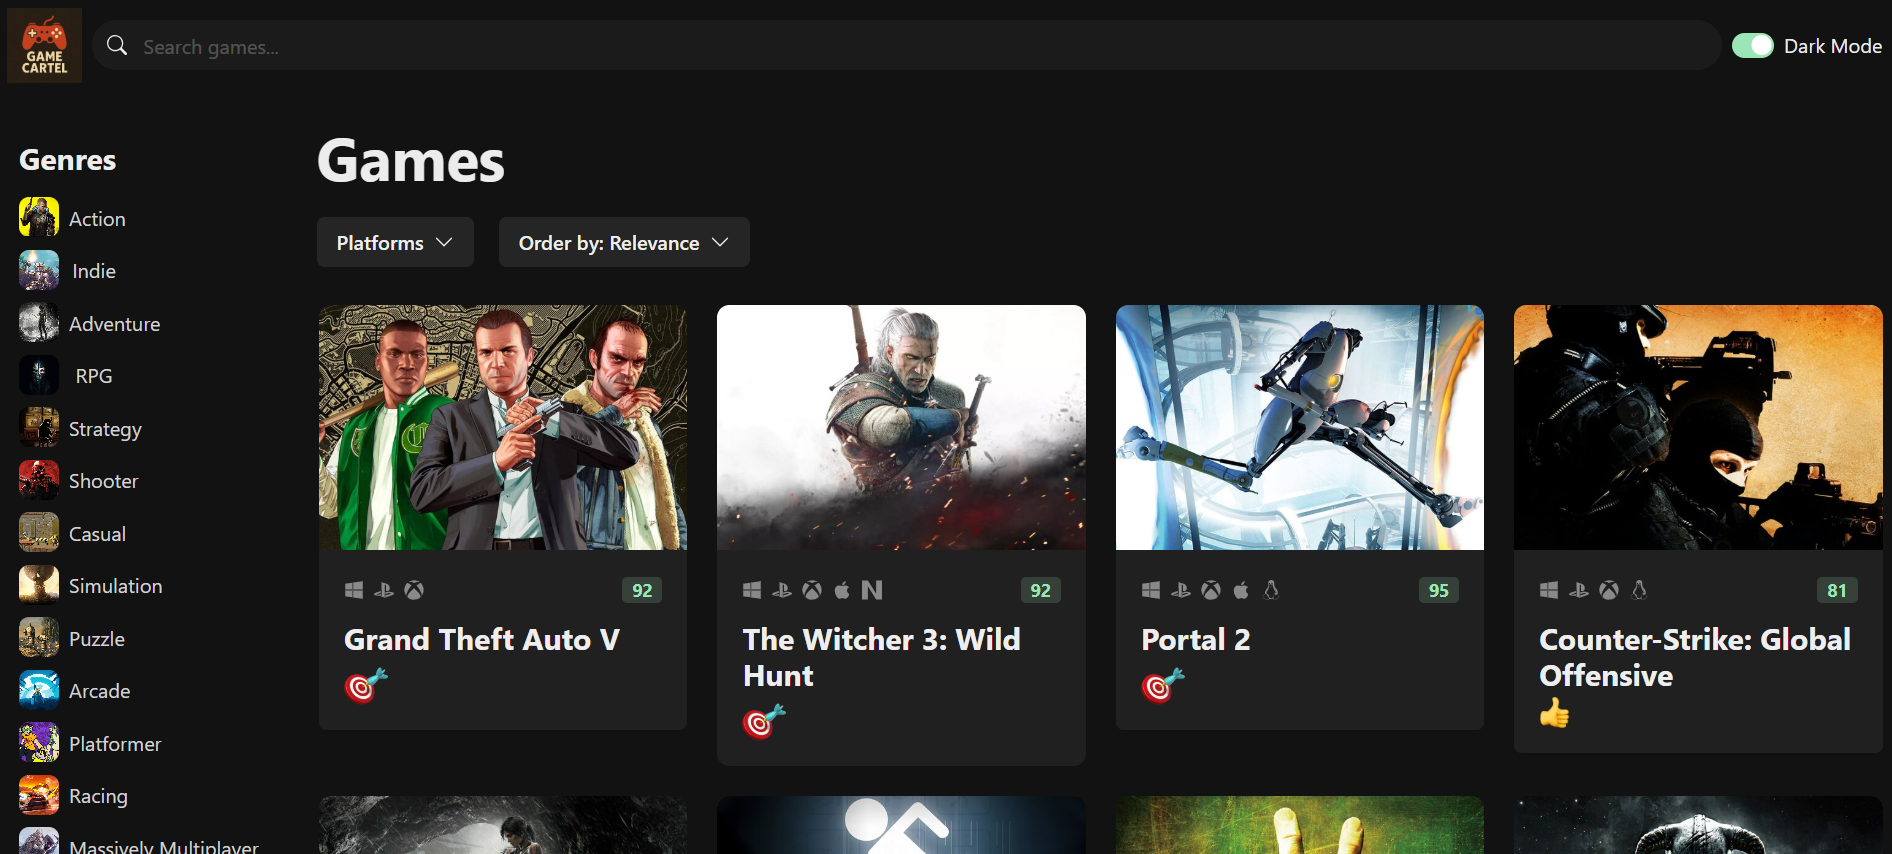 GAME
CARTEL
Search games...
Dark Mode
Genres
Action
Indie
Adventure
RPG
Strategy
Shooter
Casual
Simulation
Puzzle
Arcade
Platformer
Racing
Massively Multiplayer
Games
Platforms
Order by: Relevance
92
Grand Theft Auto V
92
The Witcher 3: Wild
Hunt
95
Portal 2
81
Counter-Strike: Global
Offensive